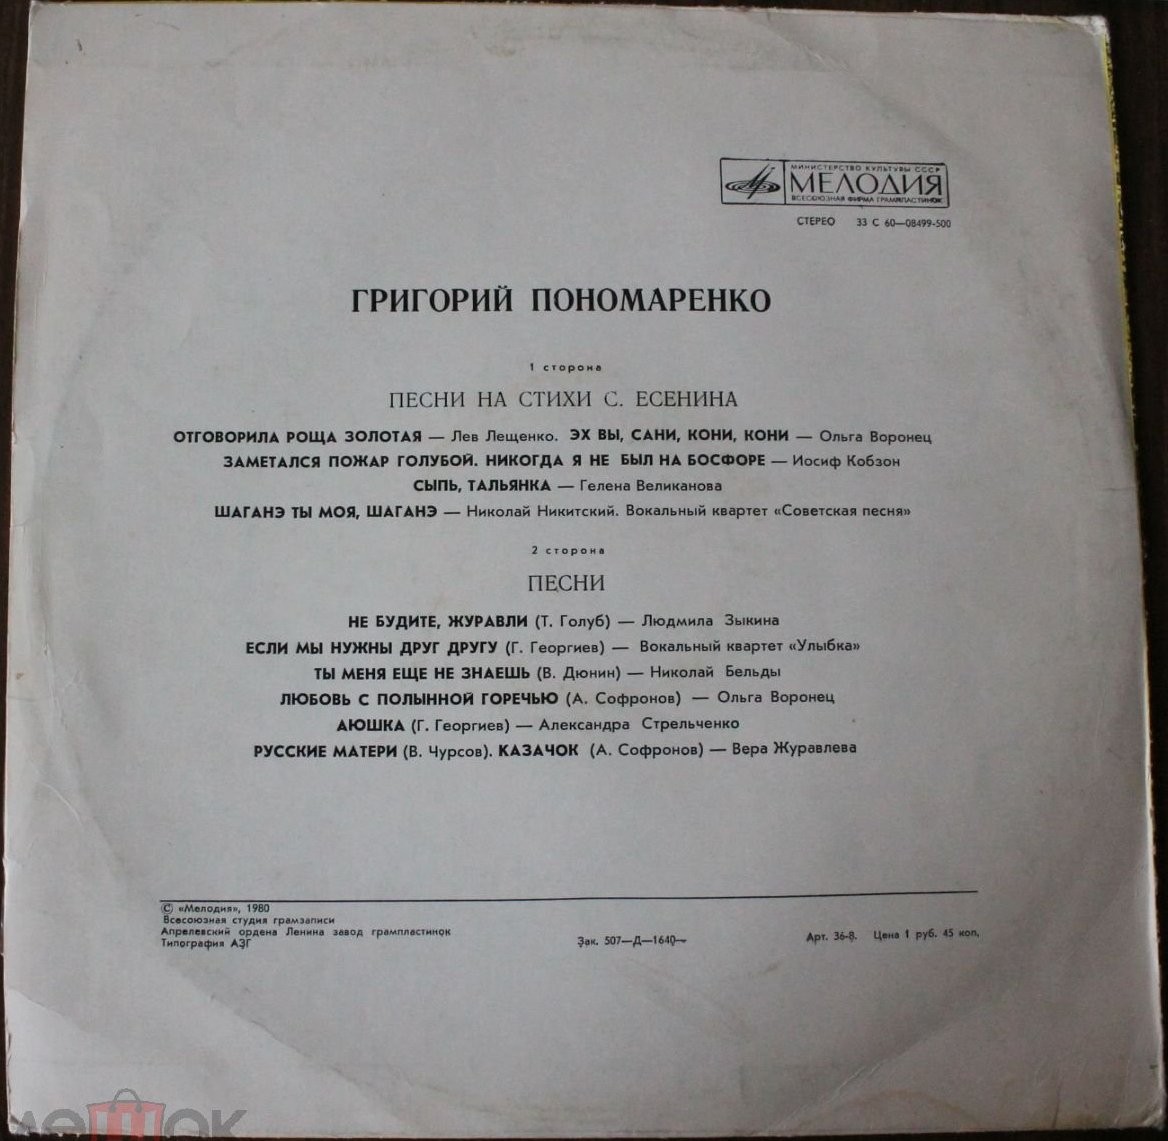 МИНИСТЕРСТВО КУЛЬТУРЫ СССР
МЕЛОДИЯ
ВСЕСОЮЗНАЯ ФИРМА ГРАМПЛАСТИНОК
СТЕРЕО 33 С 60—08499-500
ГРИГОРИЙ ПОНОМАРЕНКО
1 сторона
ПЕСНИ НА СТИХИ С. ЕСЕНИНА
ОТГОВОРИЛА РОЩА ЗОЛОТАЯ — Лев Лещенко. ЭХ ВЫ, САНИ, КОНИ, КОНИ — Ольга Воронец
ЗАМЕТАЛСЯ ПОЖАР ГОЛУБОЙ. НИКОГДА Я НЕ БЫЛ НА БОСФОРЕ — Иосиф Кобзон
СЫПЬ, ТАЛЬЯНКА — Гелена Великанова
ШАГАНЭ ТЫ МОЯ, ШАГАНЭ — Николай Никитский. Вокальный квартет «Советская песня»
2 сторона
ПЕСНИ
НЕ БУДИТЕ, ЖУРАВЛИ (Т. Голуб) — Людмила Зыкина
ЕСЛИ МЫ НУЖНЫ ДРУГ ДРУГУ (Г. Георгиев) — Вокальный квартет «Улыбка»
ТЫ МЕНЯ ЕЩЕ НЕ ЗНАЕШЬ (В. Дюнин) — Николай Бельды
ЛЮБОВЬ С ПОЛЫННОЙ ГОРЕЧЬЮ (А. Софронов) — Ольга Воронец
АЮШКА (Г. Георгиев) — Александра Стрельченко
РУССКИЕ МАТЕРИ (В. Чурсов). КАЗАЧОК (А. Софронов) — Вера Журавлева
© «Мелодия», 1980
Всесоюзная студия грамзаписи
Апрелевский ордена Ленина завод грампластинок
Типография АЗГ
Зак. 507—Д—1640—
Арт. 36-8. Цена 1 руб. 45 коп.
мешок